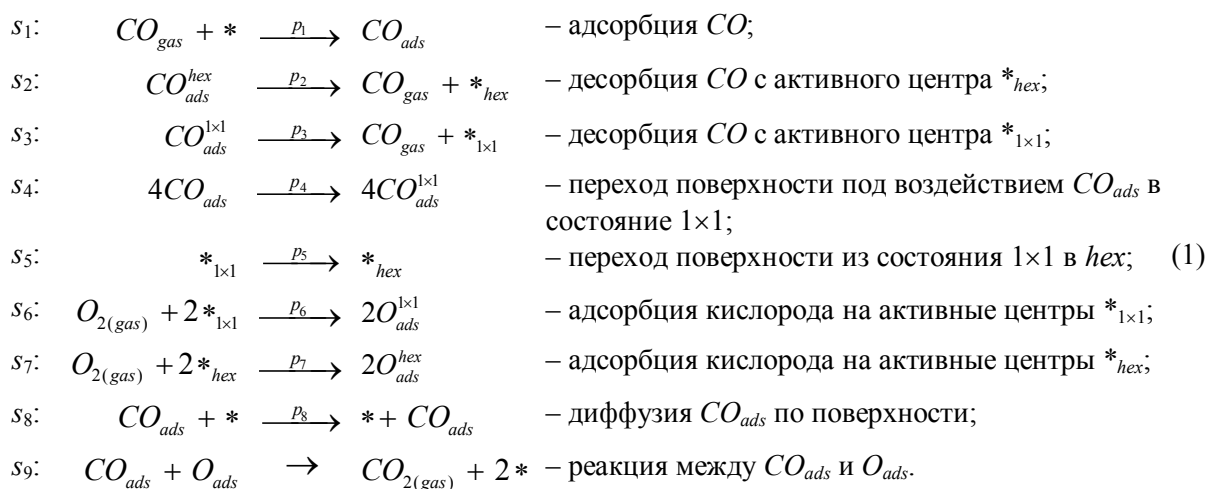 s₁: CO_gas + * —p₁→ CO_ads – адсорбция CO;
s₂: CO_ads^hex —p₂→ CO_gas + *_hex – десорбция CO с активного центра *_hex;
s₃: CO_ads^1×1 —p₃→ CO_gas + *_1×1 – десорбция CO с активного центра *_1×1;
s₄: 4CO_ads —p₄→ 4CO_ads^1×1 – переход поверхности под воздействием CO_ads в
состояние 1×1;
s₅: *_1×1 —p₅→ *_hex – переход поверхности из состояния 1×1 в hex; (1)
s₆: O_2(gas) + 2*_1×1 —p₆→ 2O_ads^1×1 – адсорбция кислорода на активные центры *_1×1;
s₇: O_2(gas) + 2*_hex —p₇→ 2O_ads^hex – адсорбция кислорода на активные центры *_hex;
s₈: CO_ads + * —p₈→ * + CO_ads – диффузия CO_ads по поверхности;
s₉: CO_ads + O_ads → CO_2(gas) + 2* – реакция между CO_ads и O_ads.